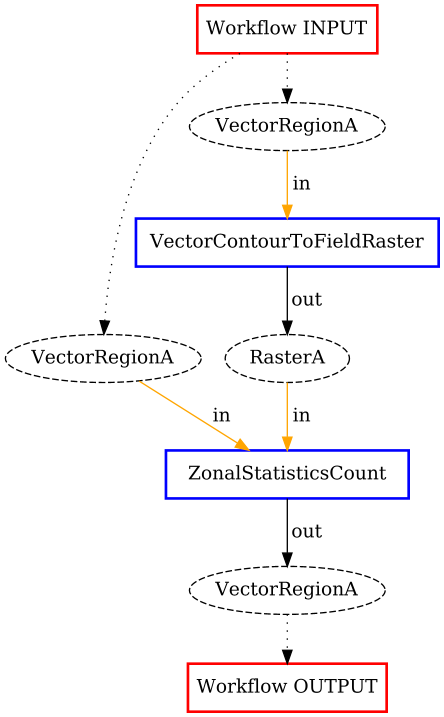 Workflow INPUT
VectorRegionA
in
VectorContourToFieldRaster
out
VectorRegionA
RasterA
in
in
ZonalStatisticsCount
out
VectorRegionA
Workflow OUTPUT